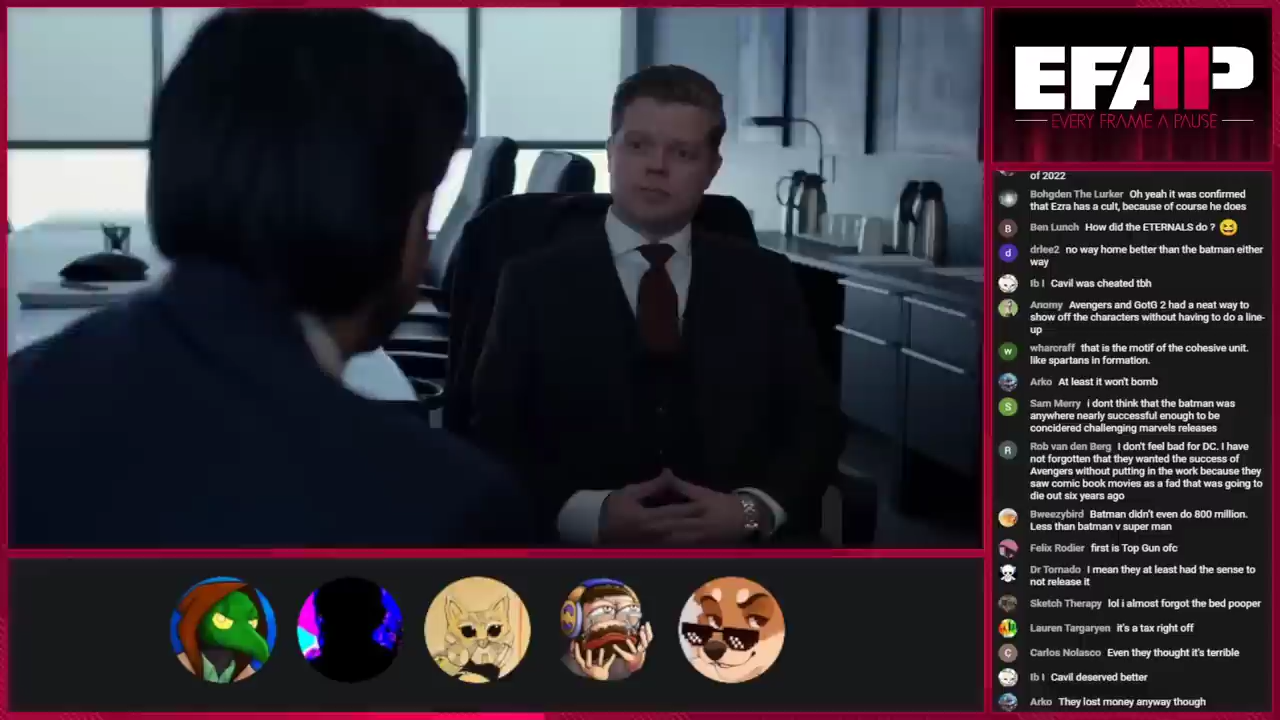 EFAP
EVERY FRAME A PAUSE
of 2022
Bohgden The Lurker Oh yeah it was confirmed
that Ezra has a cult, because of course he does
B
Ben Lunch How did the ETERNALS do ? 😆
d
drlee2 no way home better than the batman either
way
Ib I Cavil was cheated tbh
Anomy Avengers and GotG 2 had a neat way to
show off the characters without having to do a line-
up
w
wharcraff that is the motif of the cohesive unit.
like spartans in formation.
Arko At least it won't bomb
S
Sam Merry i dont think that the batman was
anywhere nearly successful enough to be
concidered challenging marvels releases
R
Rob van den Berg I don't feel bad for DC. I have
not forgotten that they wanted the success of
Avengers without putting in the work because they
saw comic book movies as a fad that was going to
die out six years ago
Bweezybird Batman didn't even do 800 million.
Less than batman v super man
Felix Rodier first is Top Gun ofc
Dr Tornado I mean they at least had the sense to
not release it
Sketch Therapy lol i almost forgot the bed pooper
Lauren Targaryen it's a tax right off
C
Carlos Nolasco Even they thought it's terrible
Ib I Cavil deserved better
Arko They lost money anyway though